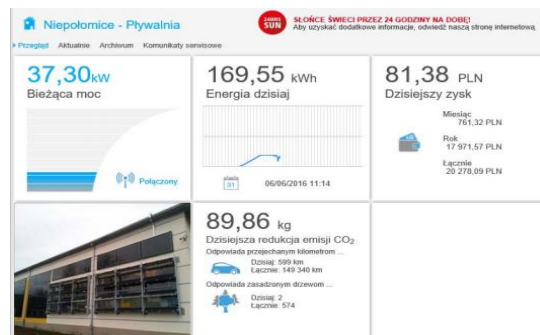 Niepołomice - Pływalnia
24HRS
SUN
SŁOŃCE ŚWIECI PRZEZ 24 GODZINY NA DOBĘ!
Aby uzyskać dodatkowe informacje, odwiedź naszą stronę internetową
Przegląd Aktualnie Archiwum Komunikaty serwisowe
37,30kW
Bieżąca moc
Połączony
169,55 kWh
Energia dzisiaj
31
06/06/2016 11:14
81,38 PLN
Dzisiejszy zysk
Miesiąc
761,32 PLN
Rok
17 971,57 PLN
Łącznie
20 278,09 PLN
89,86 kg
Dzisiejsza redukcja emisji CO2
Odpowiada przejechanym kilometrom ...
Dzisiaj: 599 km
Łącznie: 149 340 km
Odpowiada zasadzonym drzewom ...
Dzisiaj: 2
Łącznie: 574